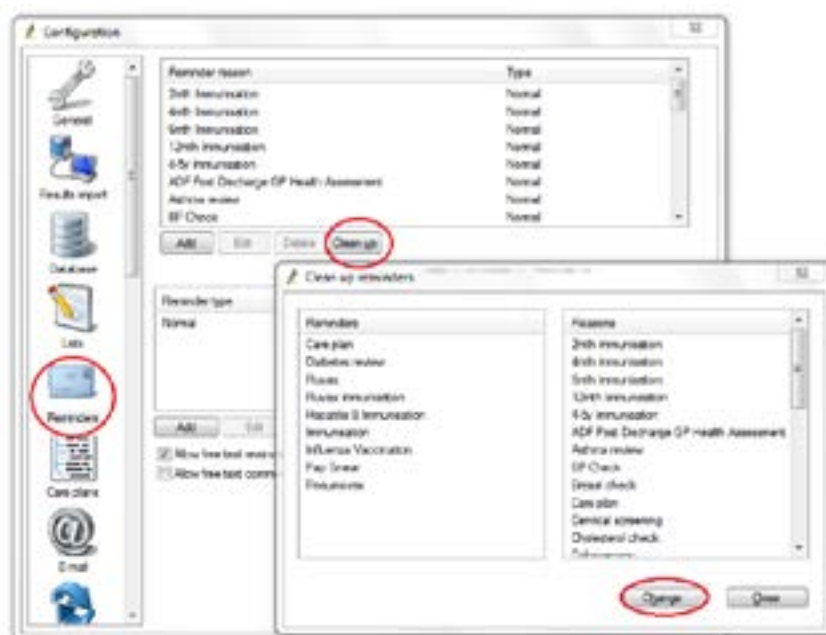 Configuration
General
Results import
Database
Lists
Reminders
Care plans
E-mail
Reminder reason Type
2mth Immunisation Normal
4mth Immunisation Normal
6mth Immunisation Normal
12mth Immunisation Normal
4-5y Immunisation Normal
ADF Post Discharge GP Health Assessment Normal
Asthma review Normal
BP Check Normal
Add Edit Delete Clean up
Reminder type
Normal
Add Edit
Allow free text
Allow free text
Clean up reminders
Reminders
Care plan
Diabetes review
Fluvax
Fluvax immunisation
Hepatitis B Immunisation
Immunisation
Influenza Vaccination
Pap Smear
Pneumovax
Reasons
2mth immunisation
4mth immunisation
6mth immunisation
12mth immunisation
4-5y immunisation
ADF Post Discharge GP Health Assessment
Asthma review
BP Check
Breast check
Care plan
Cervical screening
Cholesterol check
Change Close